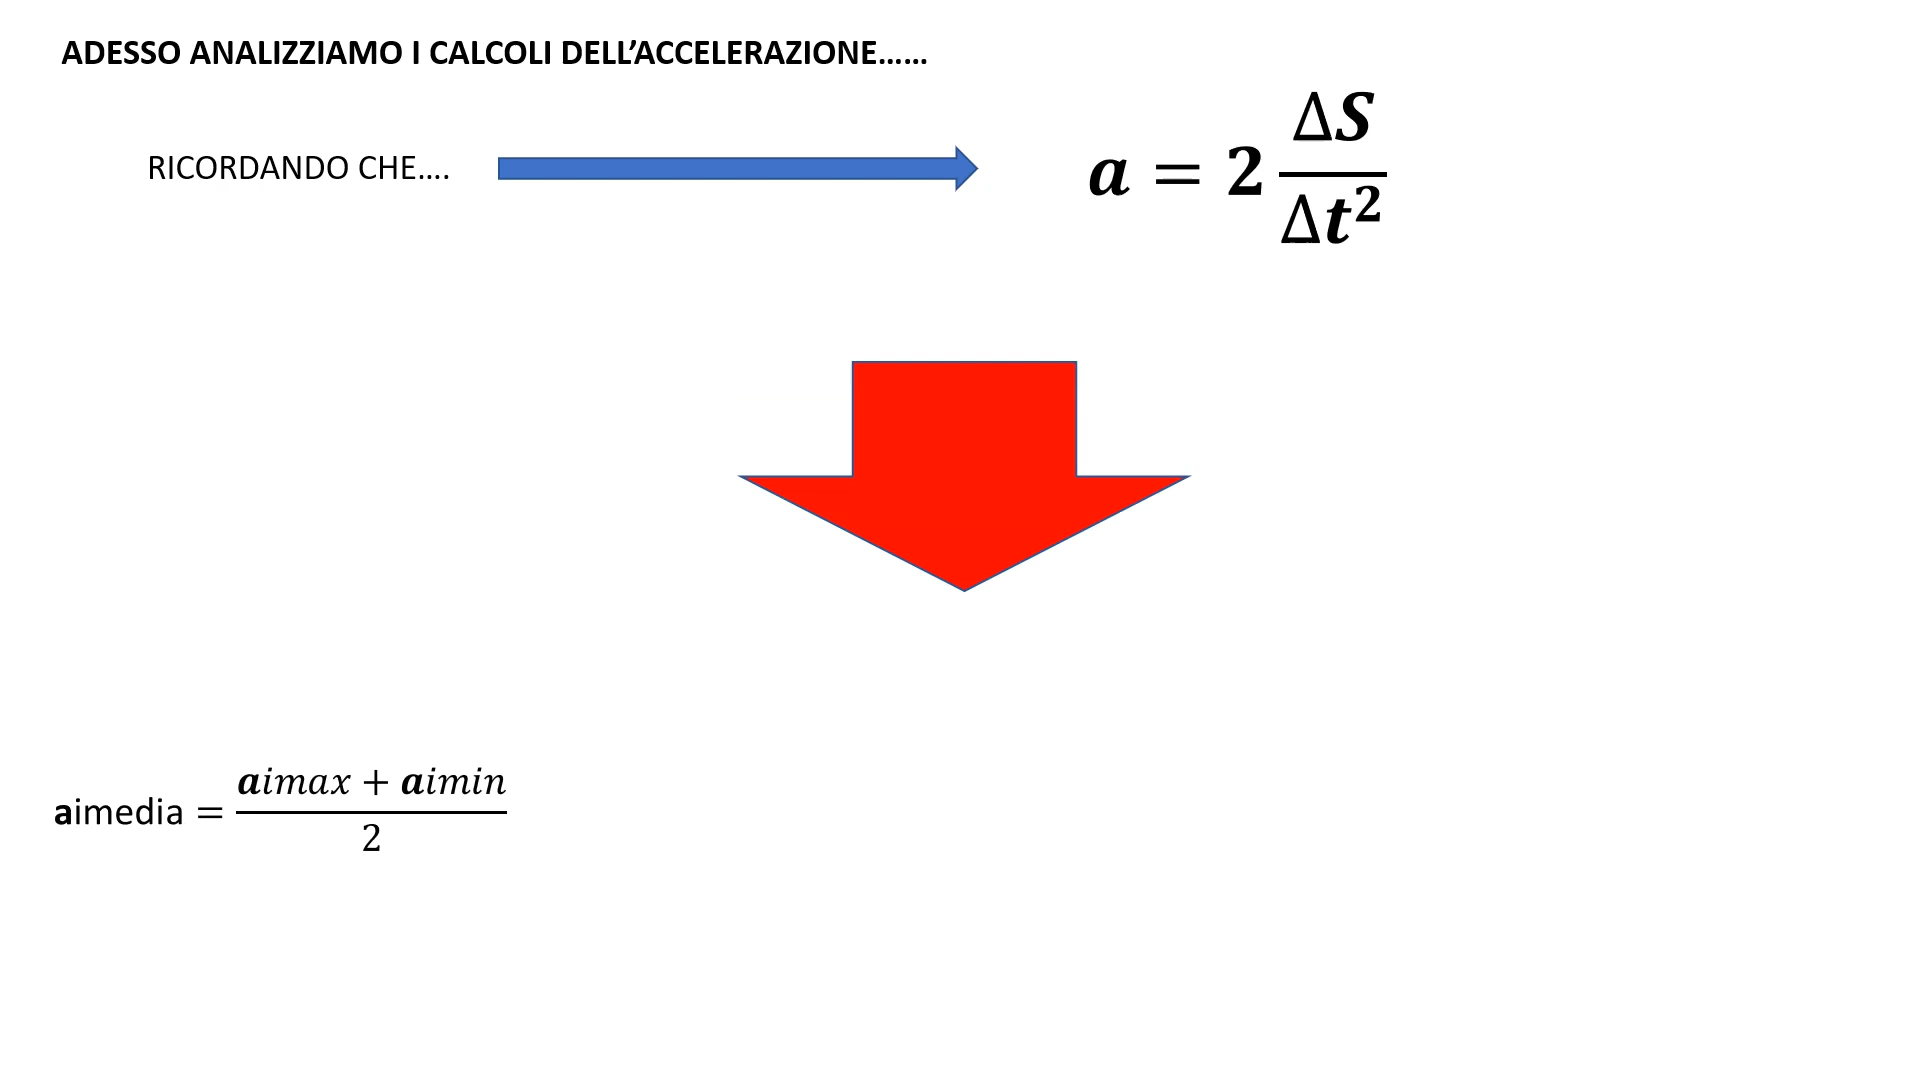 ADESSO ANALIZZIAMO I CALCOLI DELL’ACCELERAZIONE……
RICORDANDO CHE….
a = 2 ΔS / Δt²
aimedia = (aimax + aimin) / 2